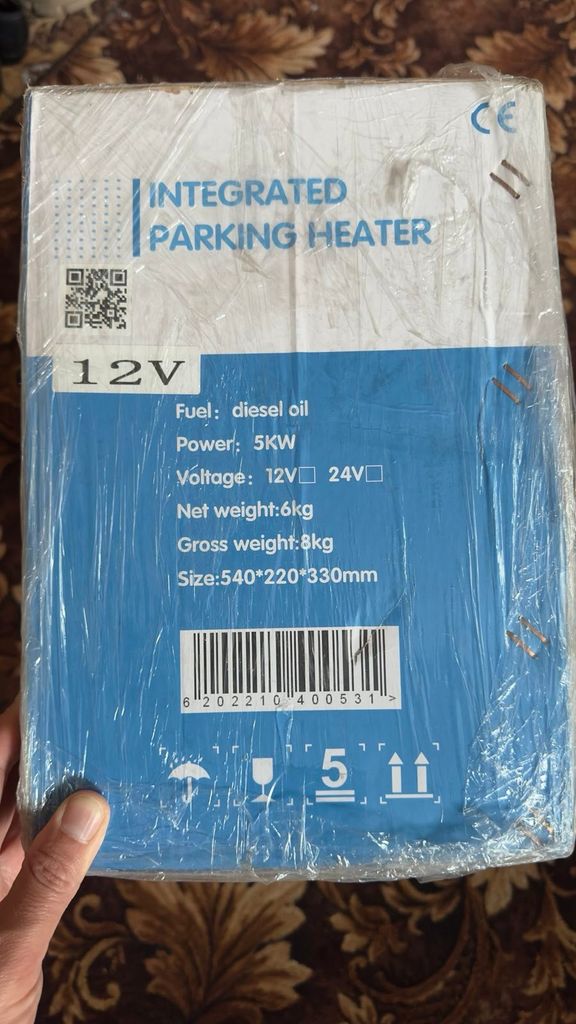 CE
INTEGRATED
PARKING HEATER
12V
Fuel: diesel oil
Power: 5KW
Voltage: 12V☐ 24V☐
Net weight:6kg
Gross weight:8kg
Size:540*220*330mm
6 202210 400531 >
5